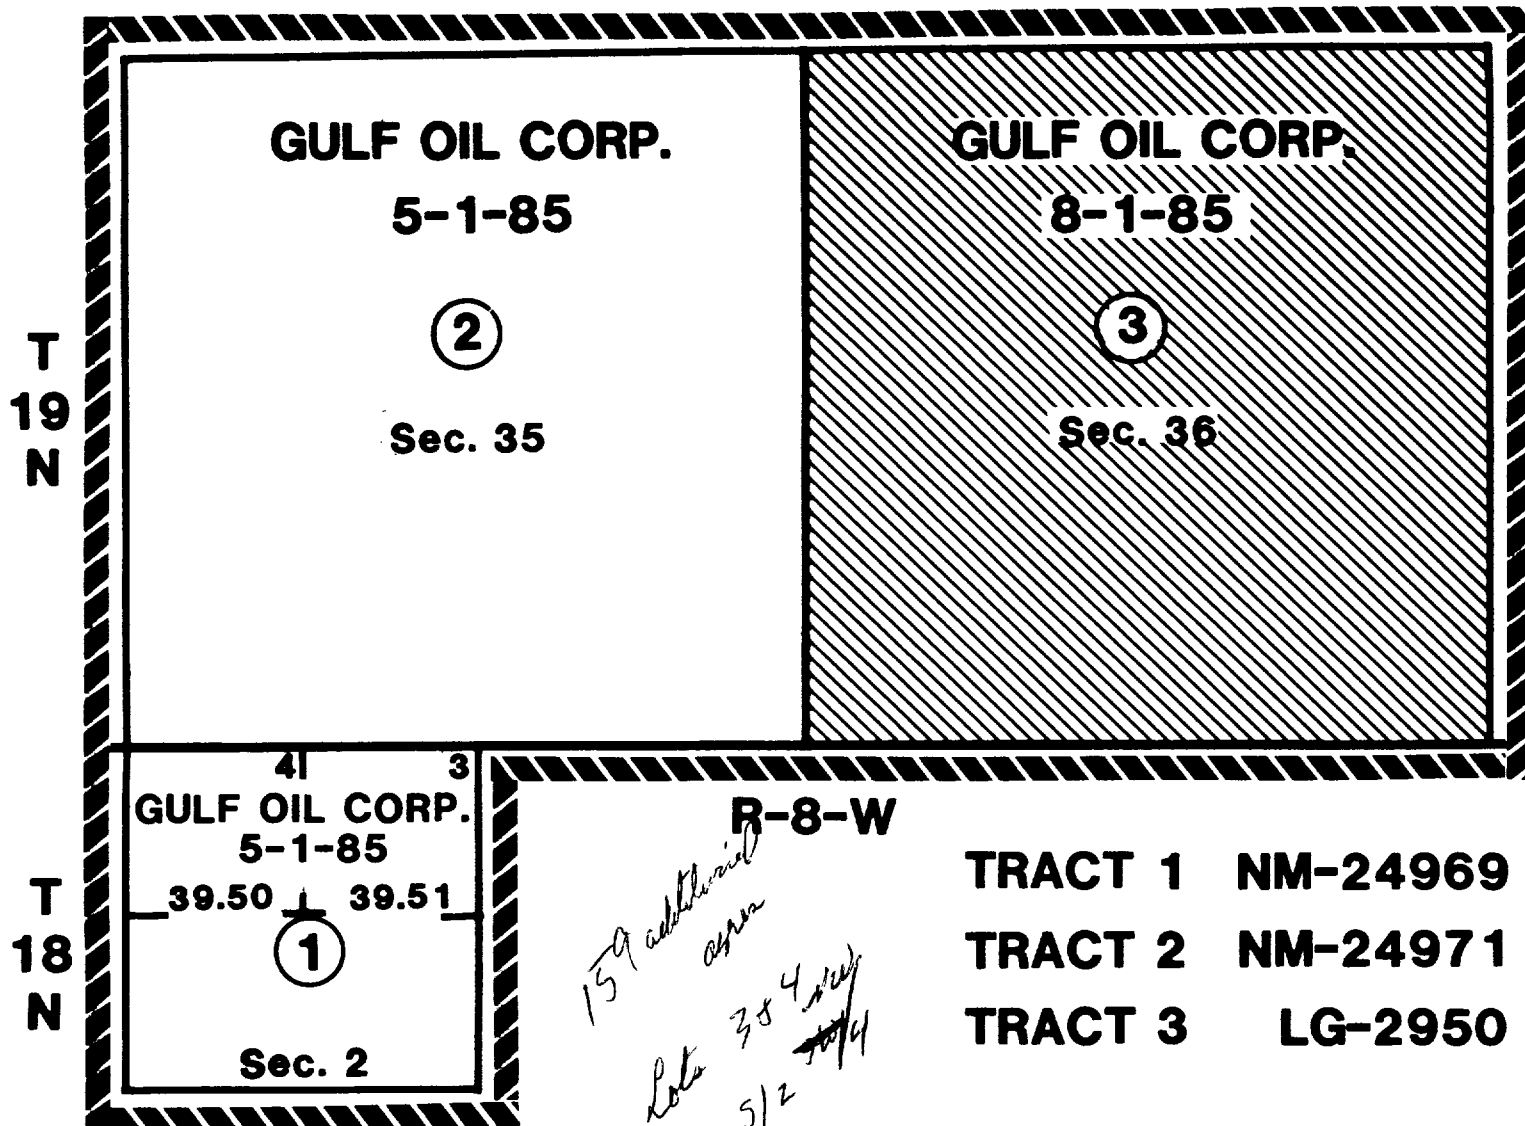 GULF OIL CORP.
5-1-85
2
Sec. 35
GULF OIL CORP.
8-1-85
3
Sec. 36
T
19
N
4 3
GULF OIL CORP.
5-1-85
39.50 39.51
1
Sec. 2
T
18
N
R-8-W
159 additional
acres
Lots 3 & 4
S/2
TRACT 1 NM-24969
TRACT 2 NM-24971
TRACT 3 LG-2950